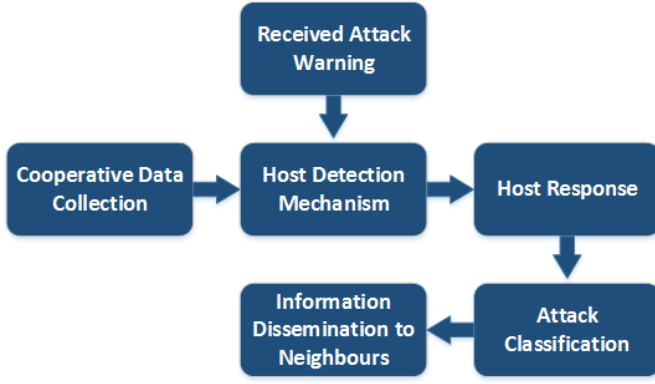 Received Attack
Warning
Cooperative Data
Collection
Host Detection
Mechanism
Host Response
Information
Dissemination to
Neighbours
Attack
Classification